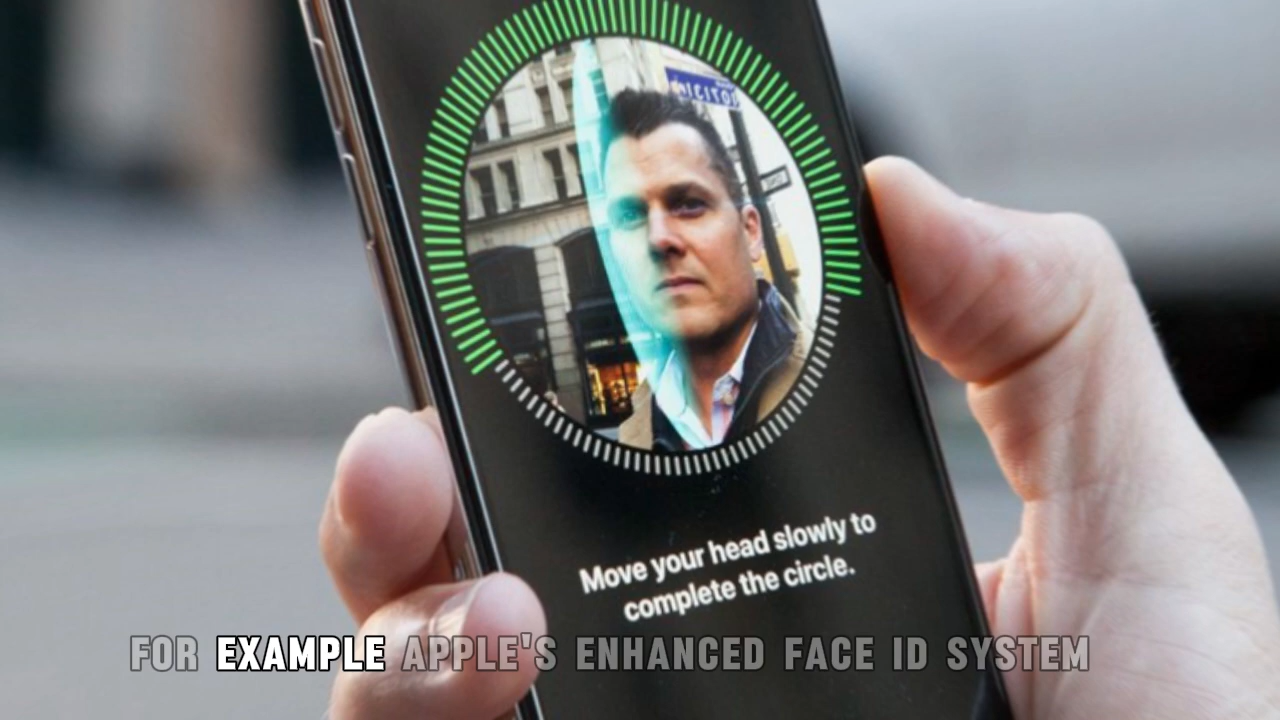 Move your head slowly to
complete the circle.
FOR EXAMPLE APPLE'S ENHANCED FACE ID SYSTEM